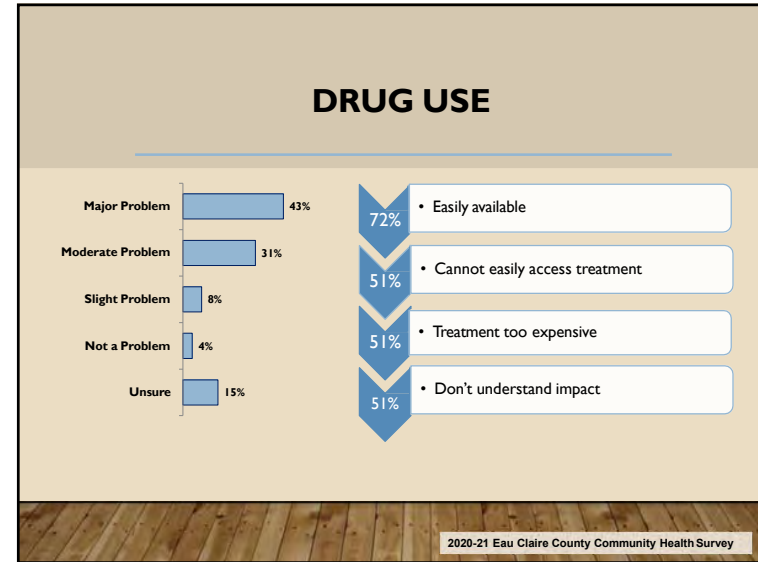 DRUG USE
Major Problem 43%
Moderate Problem 31%
Slight Problem 8%
Not a Problem 4%
Unsure 15%
72% • Easily available
51% • Cannot easily access treatment
51% • Treatment too expensive
51% • Don't understand impact
2020-21 Eau Claire County Community Health Survey